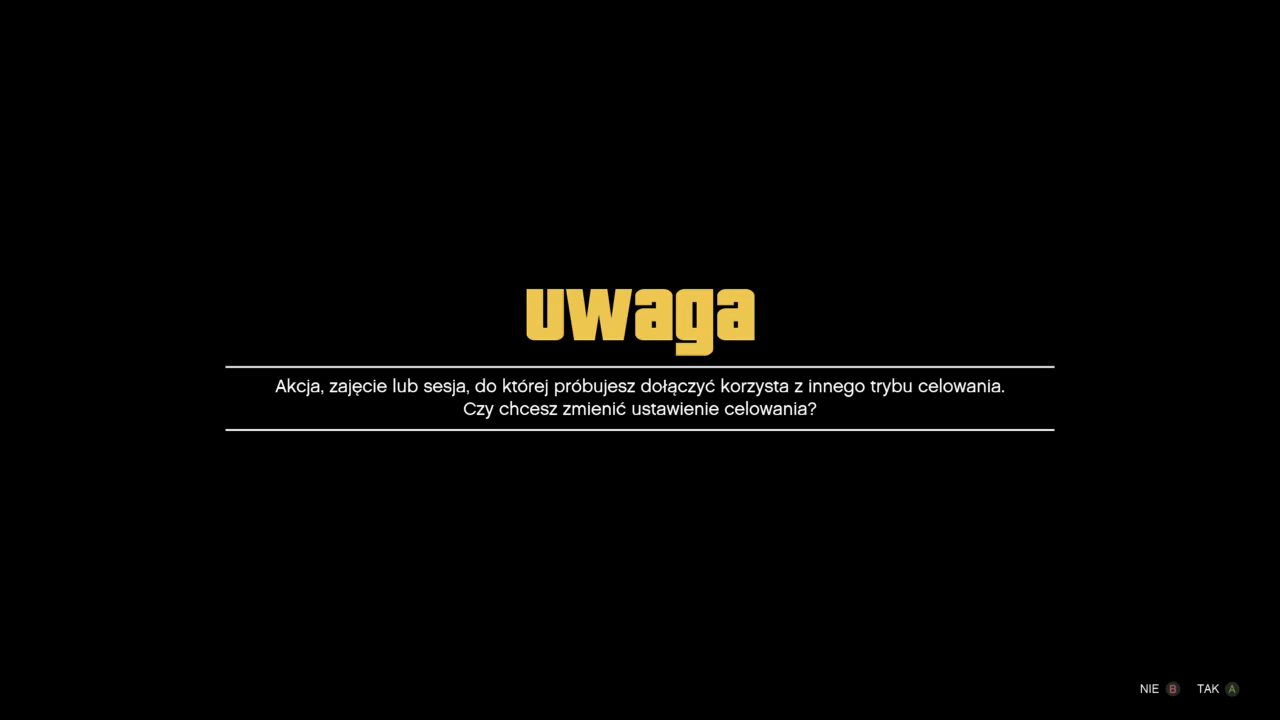 uwaga
Akcja, zajęcie lub sesja, do której próbujesz dołączyć korzysta z innego trybu celowania.
Czy chcesz zmienić ustawienie celowania?
NIE B TAK A